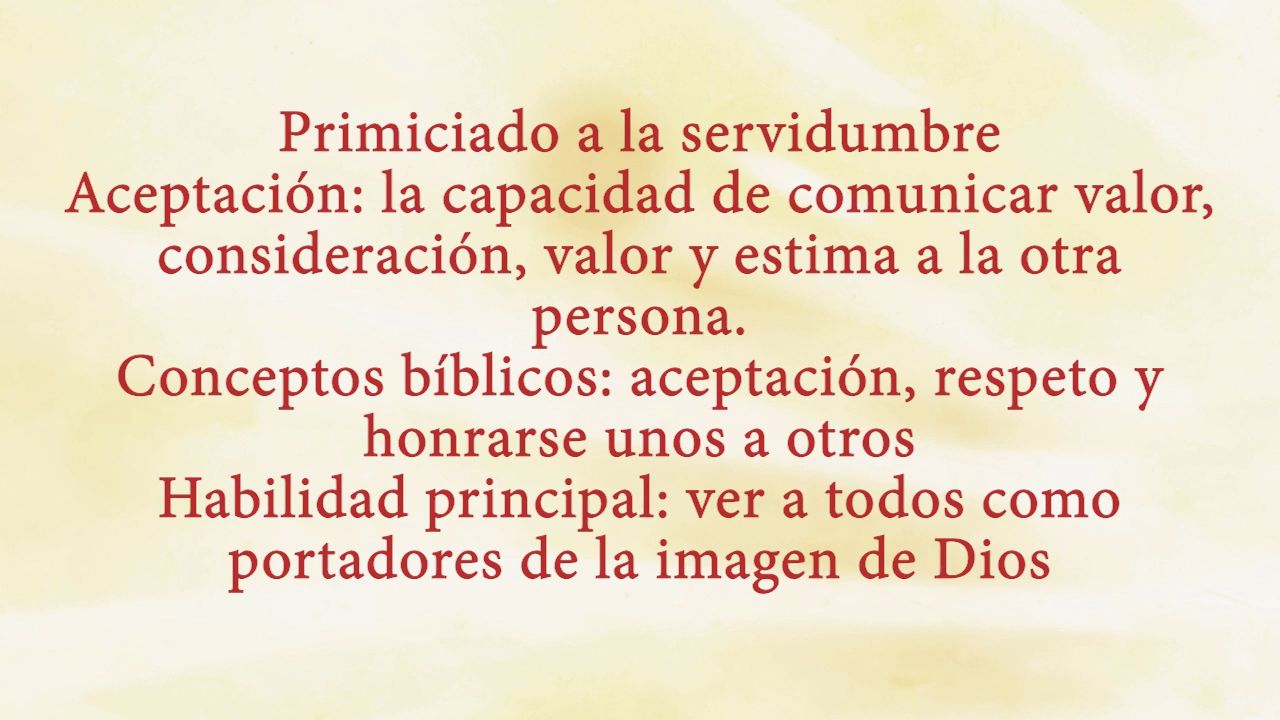 Primiciado a la servidumbre
Aceptación: la capacidad de comunicar valor,
consideración, valor y estima a la otra
persona.
Conceptos bíblicos: aceptación, respeto y
honrarse unos a otros
Habilidad principal: ver a todos como
portadores de la imagen de Dios